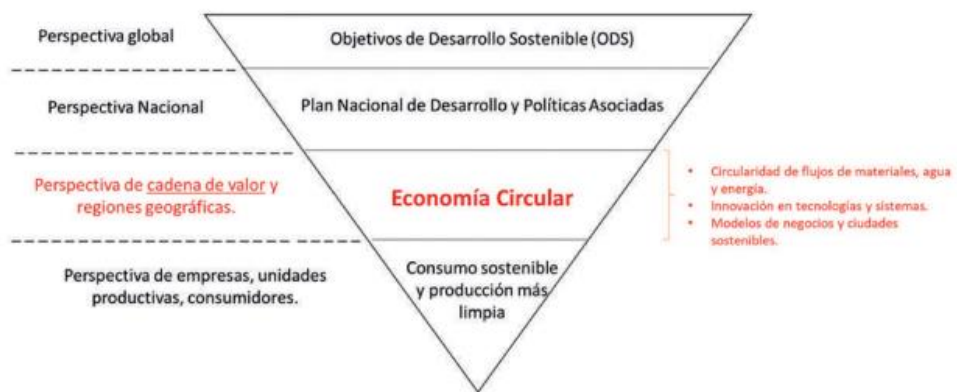 Perspectiva global
Objetivos de Desarrollo Sostenible (ODS)
Perspectiva Nacional
Plan Nacional de Desarrollo y Políticas Asociadas
Perspectiva de cadena de valor y
regiones geográficas.
Economía Circular
• Circularidad de flujos de materiales, agua
y energía.
• Innovación en tecnologías y sistemas.
• Modelos de negocios y ciudades
sostenibles.
Perspectiva de empresas, unidades
productivas, consumidores.
Consumo sostenible
y producción más
limpia